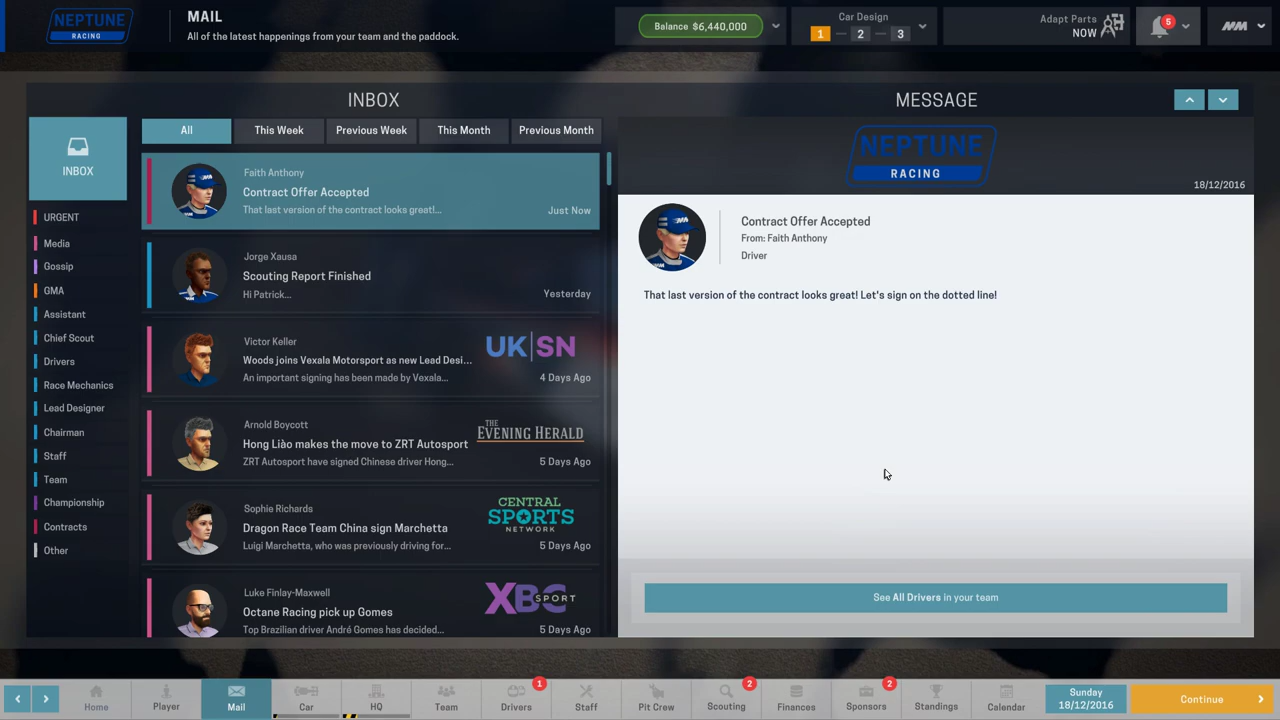 NEPTUNE
RACING
MAIL
All of the latest happenings from your team and the paddock.
Balance $6,440,000
Car Design
1 2 3
Adapt Parts
NOW
5
INBOX
MESSAGE
INBOX
URGENT
Media
Gossip
GMA
Assistant
Chief Scout
Drivers
Race Mechanics
Lead Designer
Chairman
Staff
Team
Championship
Contracts
Other
All
This Week
Previous Week
This Month
Previous Month
Faith Anthony
Contract Offer Accepted
That last version of the contract looks great!...
Just Now
Jorge Xausa
Scouting Report Finished
Hi Patrick...
Yesterday
Victor Keller
Woods joins Vexala Motorsport as new Lead Desi...
An important signing has been made by Vexala...
UK|SN
4 Days Ago
Arnold Boycott
Hong Liào makes the move to ZRT Autosport
ZRT Autosport have signed Chinese driver Hong...
THE
EVENING HERALD
5 Days Ago
Sophie Richards
Dragon Race Team China sign Marchetta
Luigi Marchetta, who was previously driving for...
CENTRAL
SPORTS
NETWORK
5 Days Ago
Luke Finlay-Maxwell
Octane Racing pick up Gomes
Top Brazilian driver André Gomes has decided...
XBC SPORT
5 Days Ago
NEPTUNE
RACING
18/12/2016
Contract Offer Accepted
From: Faith Anthony
Driver
That last version of the contract looks great! Let's sign on the dotted line!
See All Drivers in your team
Home
Player
Mail
Car
HQ
Team
Drivers
1
Staff
Pit Crew
Scouting
2
Finances
Sponsors
2
Standings
Calendar
Sunday
18/12/2016
Continue